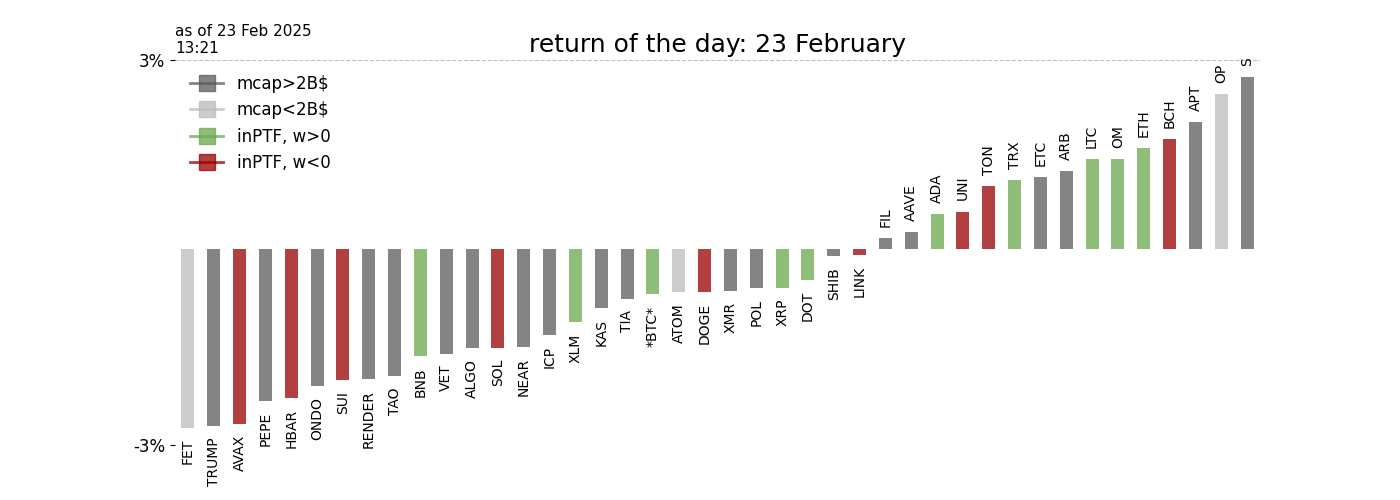 as of 23 Feb 2025
13:21
return of the day: 23 February
3%
mcap>2B$
mcap<2B$
inPTF, w>0
inPTF, w<0
-3%
FET
TRUMP
AVAX
PEPE
HBAR
ONDO
SUI
RENDER
TAO
BNB
VET
ALGO
SOL
NEAR
ICP
XLM
KAS
TIA
*BTC*
ATOM
DOGE
XMR
POL
XRP
DOT
SHIB
LINK
FIL
AAVE
ADA
UNI
TON
TRX
ETC
ARB
LTC
OM
ETH
BCH
APT
OP
S